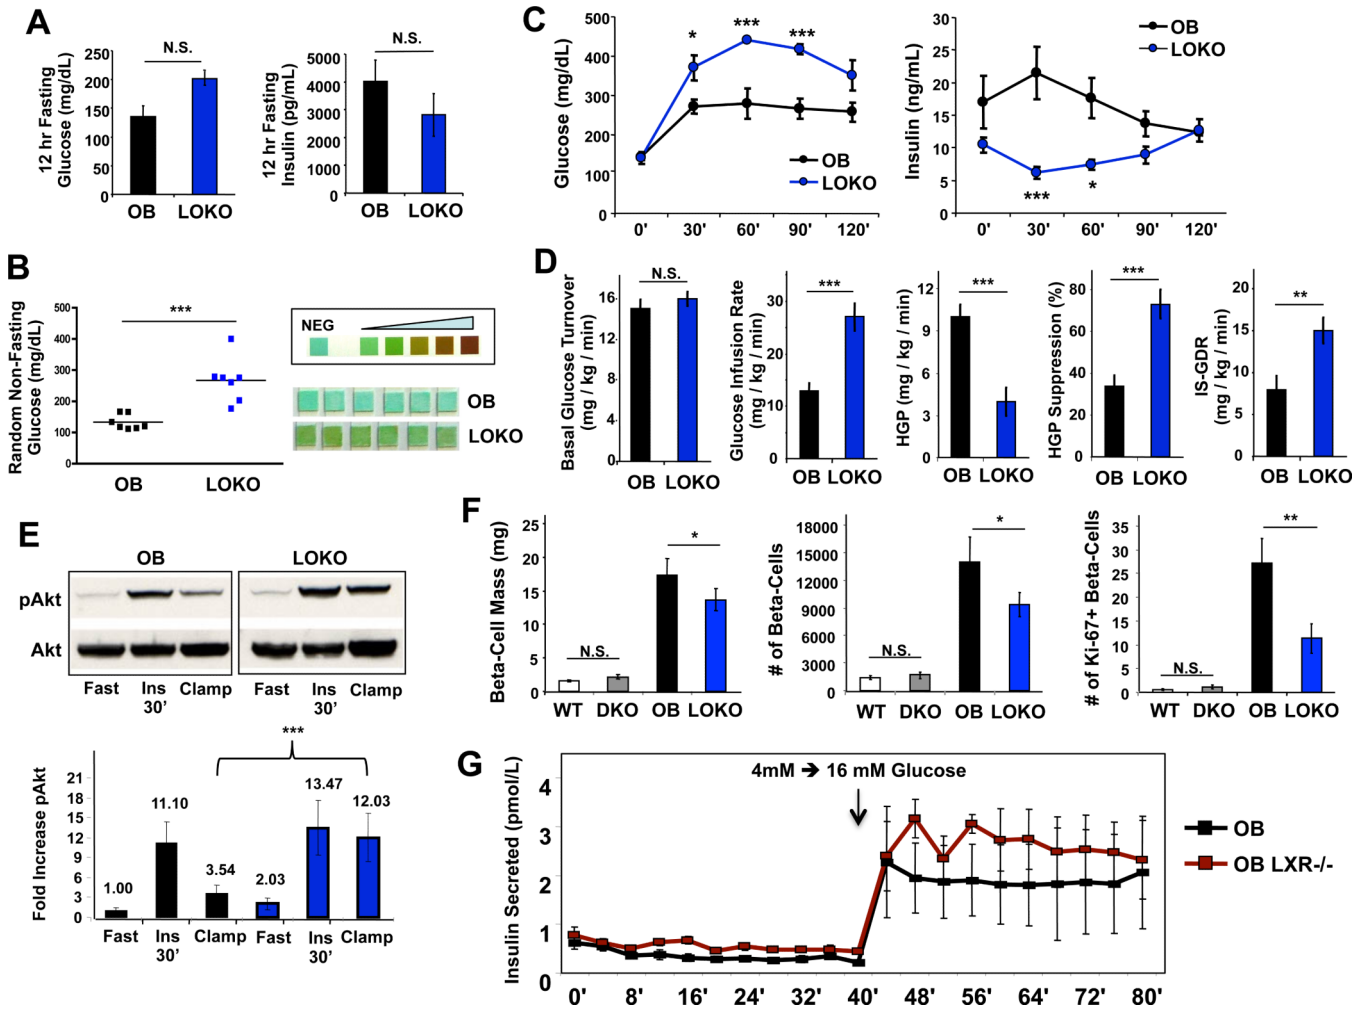 A
12 hr Fasting
Glucose (mg/dL)
250
200
150
100
50
0
N.S.
OB LOKO
12 hr Fasting
Insulin (pg/mL)
5000
4000
3000
2000
1000
0
N.S.
OB LOKO
C
Glucose (mg/dL)
500
400
300
200
100
0
* *** ***
OB
LOKO
0' 30' 60' 90' 120'
Insulin (ng/mL)
30
25
20
15
10
5
0
OB
LOKO
***
*
0' 30' 60' 90' 120'
B
Random Non-Fasting
Glucose (mg/dL)
500
400
300
200
100
0
***
OB LOKO
NEG
OB
LOKO
D
Basal Glucose Turnover
(mg / kg / min)
16
12
8
4
0
N.S.
OB LOKO
Glucose Infusion Rate
(mg / kg / min)
30
20
10
0
***
OB LOKO
HGP (mg / kg / min)
12
9
6
3
0
***
OB LOKO
HGP Suppression (%)
80
60
40
20
0
***
OB LOKO
IS-GDR
(mg / kg / min)
20
15
10
5
0
**
OB LOKO
E
OB LOKO
pAkt
Akt
Fast Ins Clamp Fast Ins Clamp
30' 30'
***
Fold Increase pAkt
21
18
15
12
9
6
3
0
1.00
11.10
3.54
2.03
13.47
12.03
Fast Ins Clamp Fast Ins Clamp
30' 30'
F
Beta-Cell Mass (mg)
25
20
15
10
5
0
N.S.
*
WT DKO OB LOKO
# of Beta-Cells
18000
15000
12000
9000
6000
3000
0
N.S.
*
WT DKO OB LOKO
# of Ki-67+ Beta-Cells
35
30
25
20
15
10
5
0
N.S.
**
WT DKO OB LOKO
G
Insulin Secreted (pmol/L)
4
3
2
1
0
4mM ➔ 16 mM Glucose
OB
OB LXR-/-
0' 8' 16' 24' 32' 40' 48' 56' 64' 72' 80'